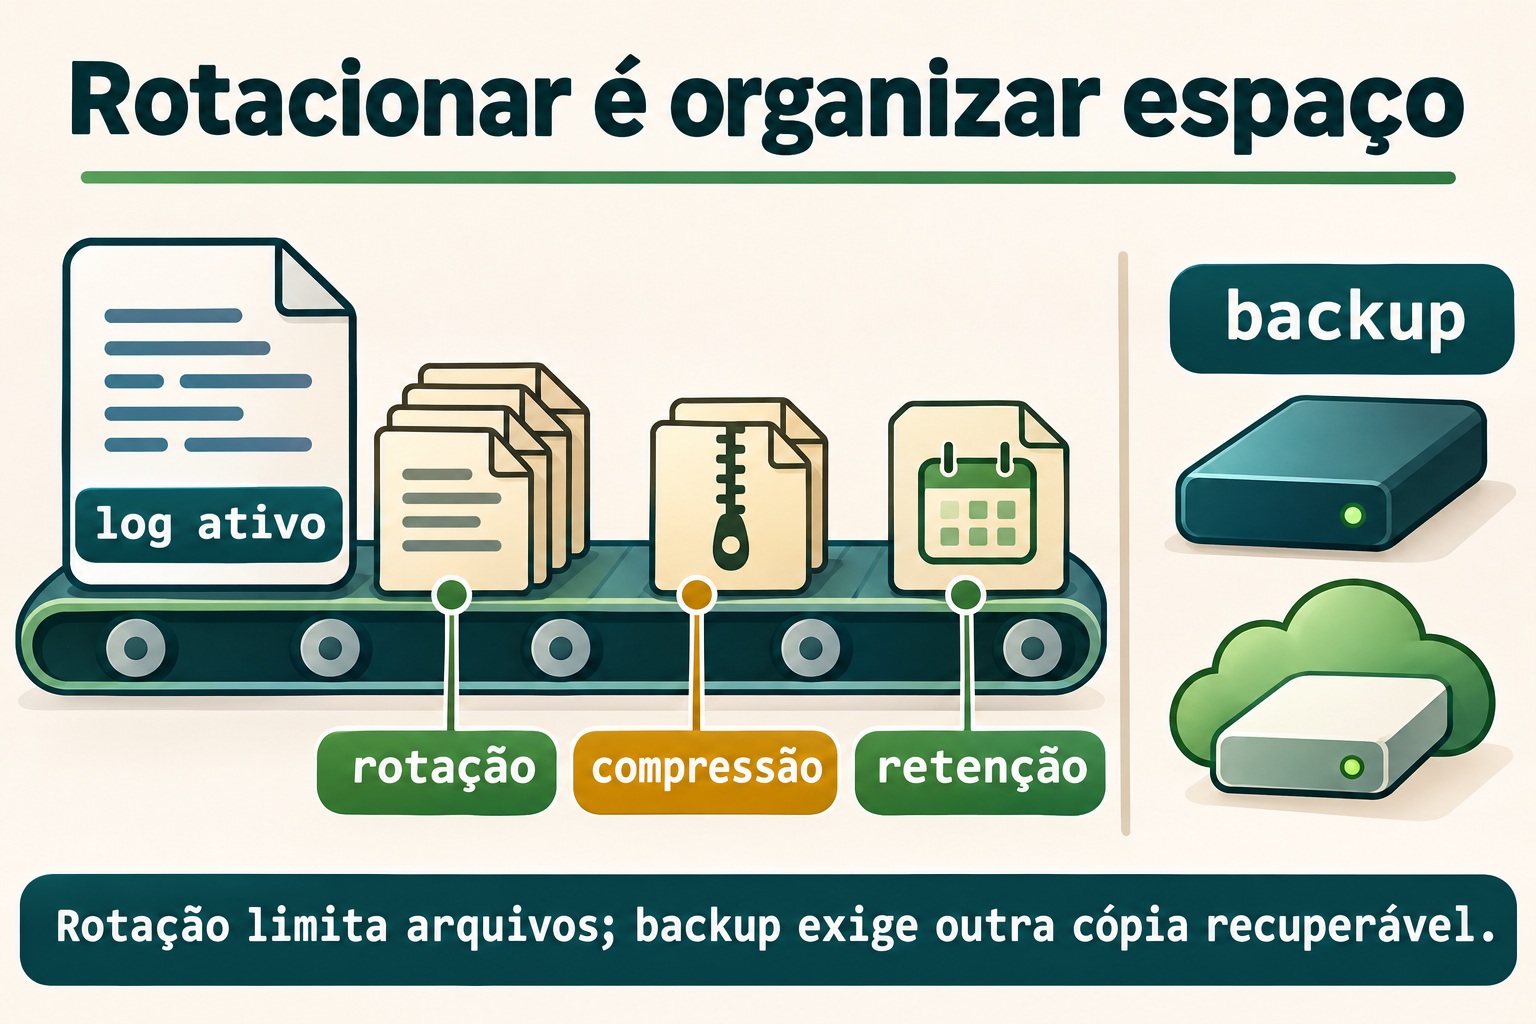 Rotacionar é organizar espaço
log ativo
rotação
compressão
retenção
backup
Rotação limita arquivos; backup exige outra cópia recuperável.